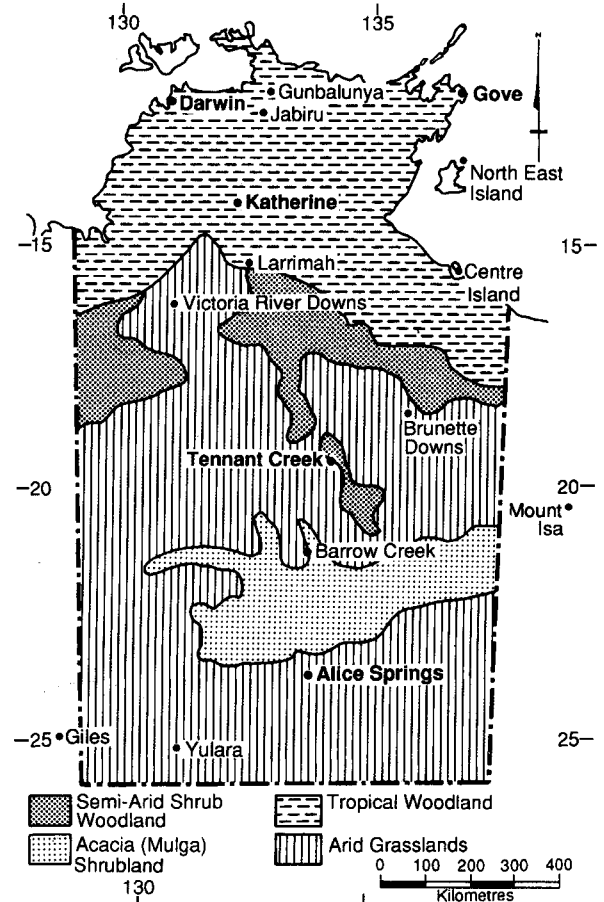 130 135
Gunbalunya
Darwin
Gove
Jabiru
N
North East
Island
Katherine
-15 15-
Larrimah
Centre
Island
Victoria River Downs
Brunette
Downs
Tennant Creek
-20 20-
Mount
Isa
Barrow Creek
Alice Springs
-25 25-
Giles
Yulara
Semi-Arid Shrub
Woodland
Tropical Woodland
Acacia (Mulga)
Shrubland
Arid Grasslands
0 100 200 300 400
Kilometres
130